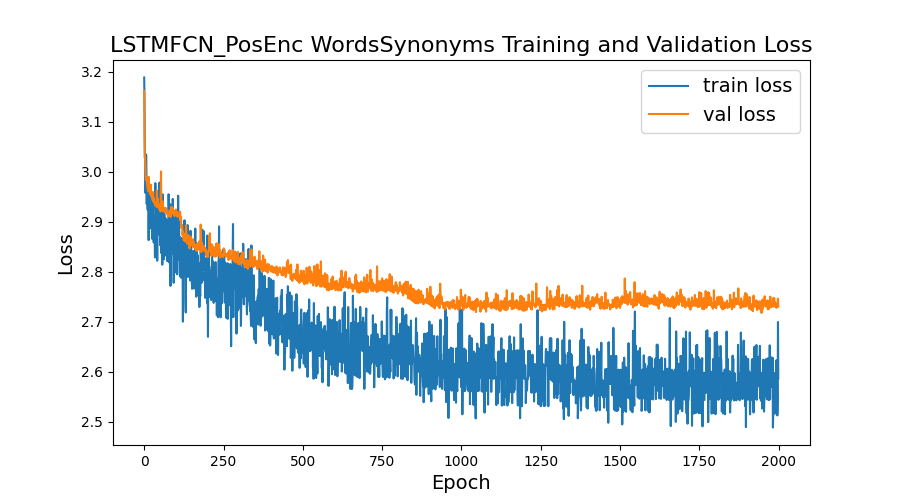 LSTMFCN_PosEnc WordsSynonyms Training and Validation Loss
train loss
val loss
Loss
3.2
3.1
3.0
2.9
2.8
2.7
2.6
2.5
0 250 500 750 1000 1250 1500 1750 2000
Epoch